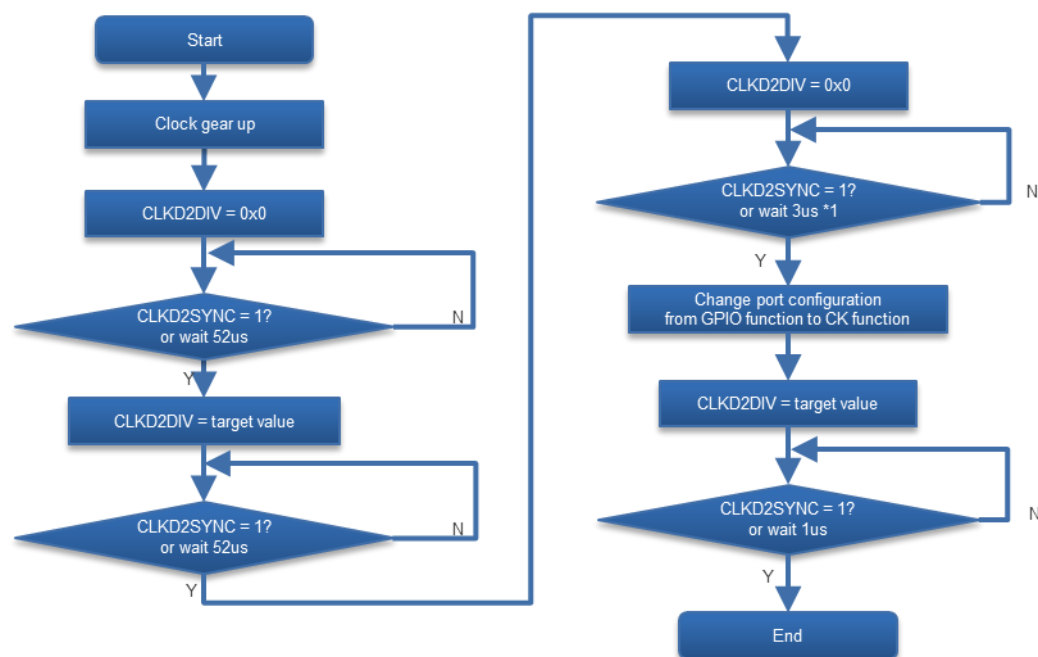 Start
Clock gear up
CLKD2DIV = 0x0
CLKD2SYNC = 1?
or wait 52us
N
Y
CLKD2DIV = target value
CLKD2SYNC = 1?
or wait 52us
N
Y
CLKD2DIV = 0x0
CLKD2SYNC = 1?
or wait 3us *1
N
Y
Change port configuration
from GPIO function to CK function
CLKD2DIV = target value
CLKD2SYNC = 1?
or wait 1us
N
Y
End